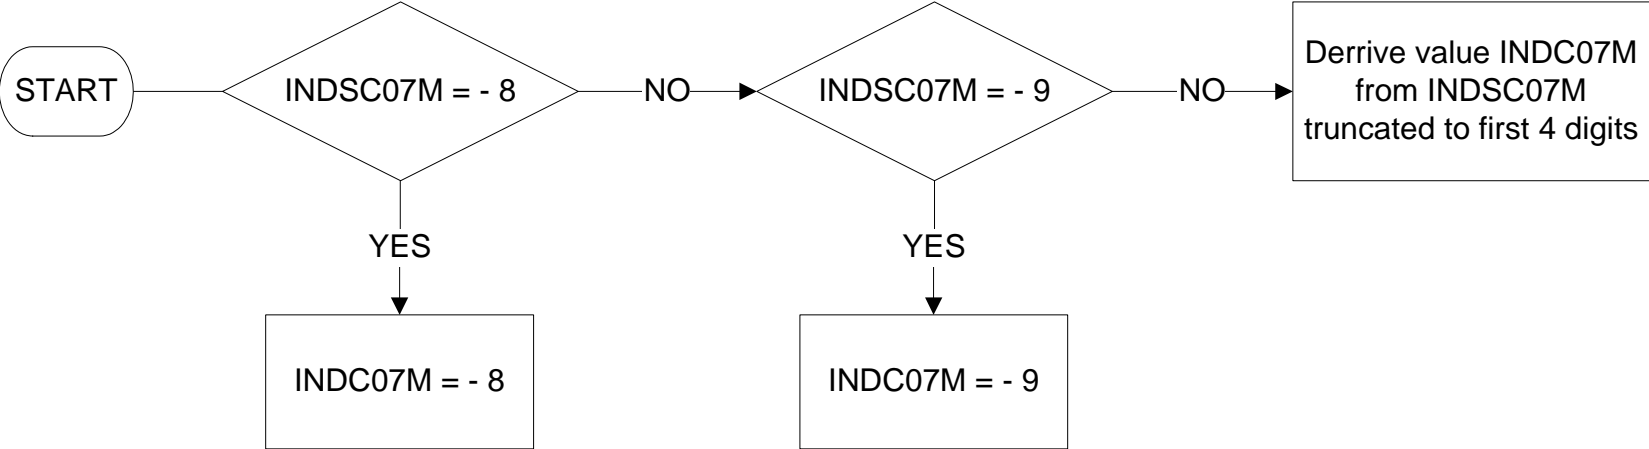 START
INDSC07M = - 8
NO
INDSC07M = - 9
NO
Derrive value INDC07M
from INDSC07M
truncated to first 4 digits
YES
YES
INDC07M = - 8
INDC07M = - 9